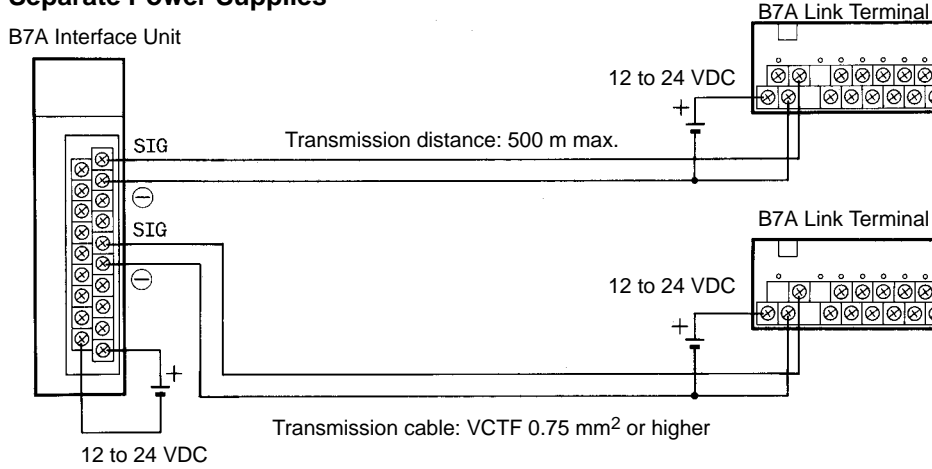 Separate Power Supplies
B7A Interface Unit
B7A Link Terminal
12 to 24 VDC
+
Transmission distance: 500 m max.
SIG
⊖
SIG
⊖
B7A Link Terminal
12 to 24 VDC
+
+
Transmission cable: VCTF 0.75 mm² or higher
12 to 24 VDC